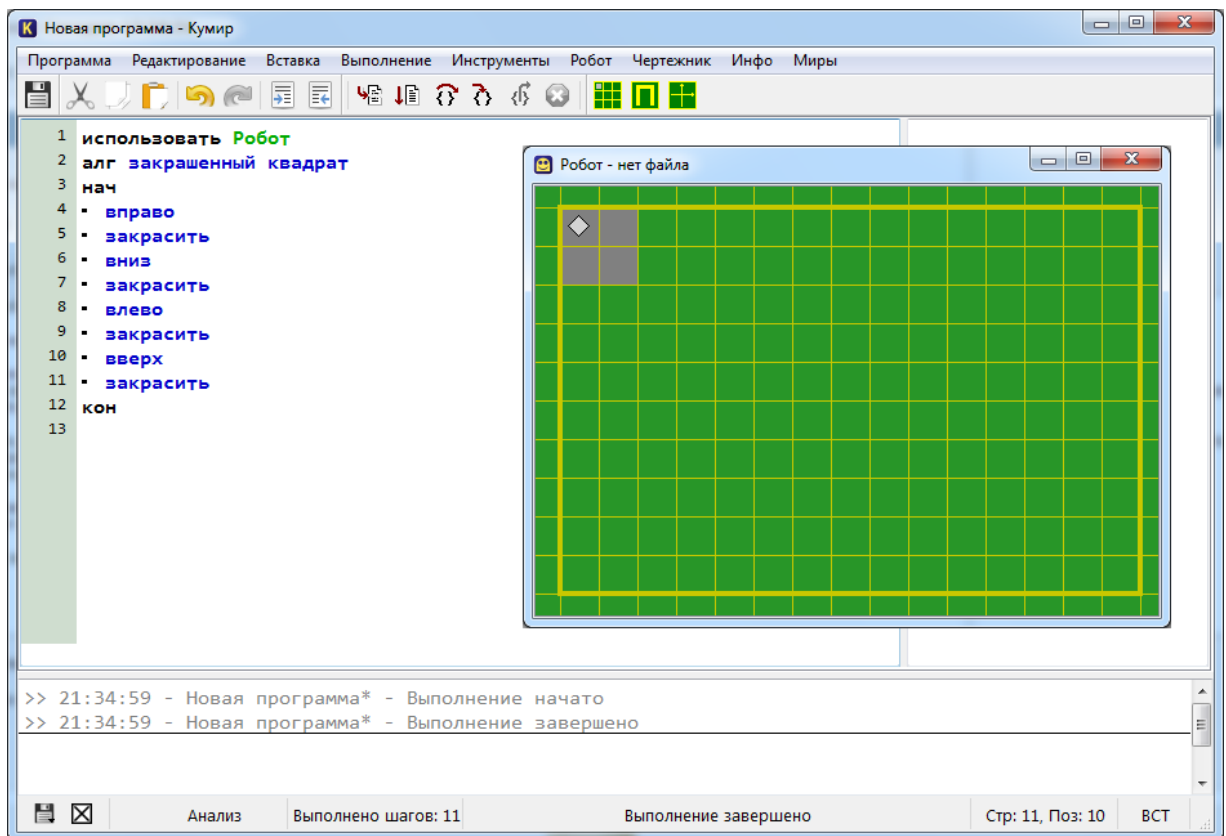 Новая программа - Кумир
Программа Редактирование Вставка Выполнение Инструменты Робот Чертежник Инфо Миры
1 использовать Робот
2 алг закрашенный квадрат
3 нач
4 вправо
5 закрасить
6 вниз
7 закрасить
8 влево
9 закрасить
10 вверх
11 закрасить
12 кон
13
Робот - нет файла
>> 21:34:59 - Новая программа* - Выполнение начато
>> 21:34:59 - Новая программа* - Выполнение завершено
Анализ Выполнено шагов: 11 Выполнение завершено Стр: 11, Поз: 10 ВСТ